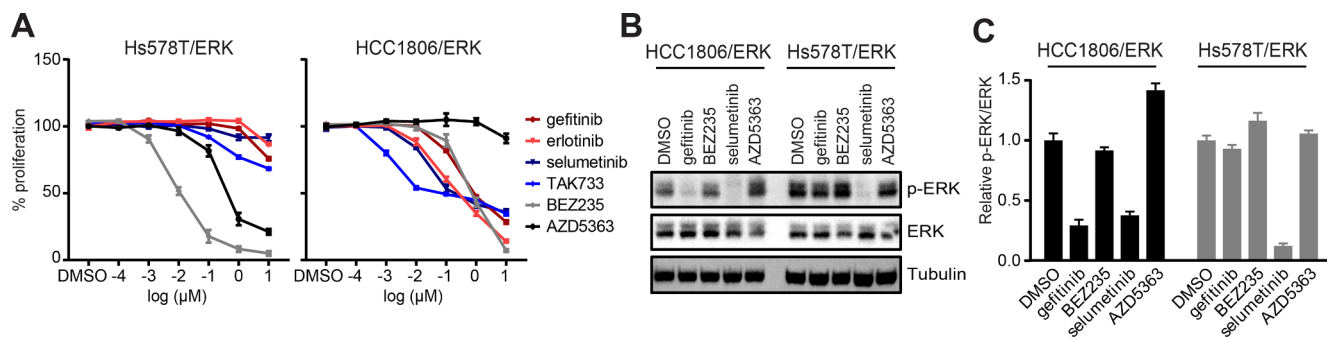 A
Hs578T/ERK
HCC1806/ERK
150
100
50
0
% proliferation
DMSO -4 -3 -2 -1 0 1
log (µM)
DMSO -4 -3 -2 -1 0 1
log (µM)
gefitinib
erlotinib
selumetinib
TAK733
BEZ235
AZD5363
B
HCC1806/ERK
Hs578T/ERK
DMSO
gefitinib
BEZ235
selumetinib
AZD5363
DMSO
gefitinib
BEZ235
selumetinib
AZD5363
p-ERK
ERK
Tubulin
C
HCC1806/ERK
Hs578T/ERK
Relative p-ERK/ERK
1.5
1.0
0.5
0.0
DMSO
gefitinib
BEZ235
selumetinib
AZD5363
DMSO
gefitinib
BEZ235
selumetinib
AZD5363